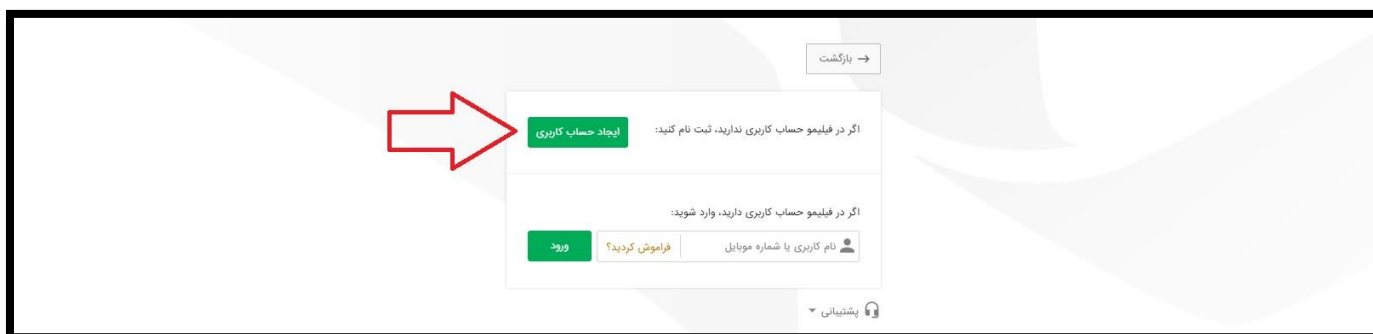 بازگشت
اگر در فیلیمو حساب کاربری ندارید، ثبت نام کنید: ایجاد حساب کاربری
اگر در فیلیمو حساب کاربری دارید، وارد شوید:
نام کاربری یا شماره موبایل فراموش کردید؟ ورود
پشتیبانی